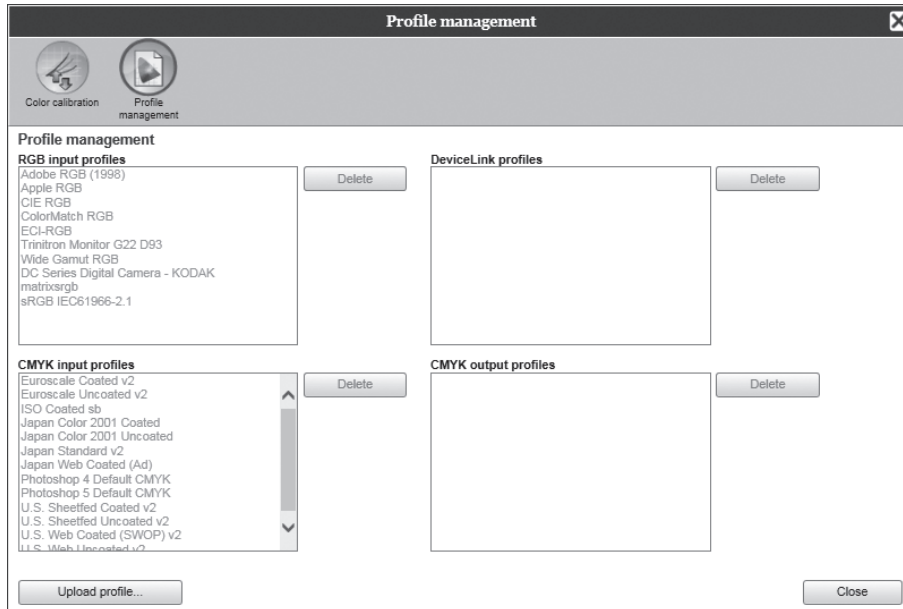 Profile management
Color calibration
Profile
management
Profile management
RGB input profiles
Adobe RGB (1998)
Apple RGB
CIE RGB
ColorMatch RGB
ECI-RGB
Trinitron Monitor G22 D93
Wide Gamut RGB
DC Series Digital Camera - KODAK
matrixsrgb
sRGB IEC61966-2.1
Delete
DeviceLink profiles
Delete
CMYK input profiles
Euroscale Coated v2
Euroscale Uncoated v2
ISO Coated sb
Japan Color 2001 Coated
Japan Color 2001 Uncoated
Japan Standard v2
Japan Web Coated (Ad)
Photoshop 4 Default CMYK
Photoshop 5 Default CMYK
U.S. Sheetfed Coated v2
U.S. Sheetfed Uncoated v2
U.S. Web Coated (SWOP) v2
U.S. Web Uncoated v2
Delete
CMYK output profiles
Delete
Upload profile...
Close